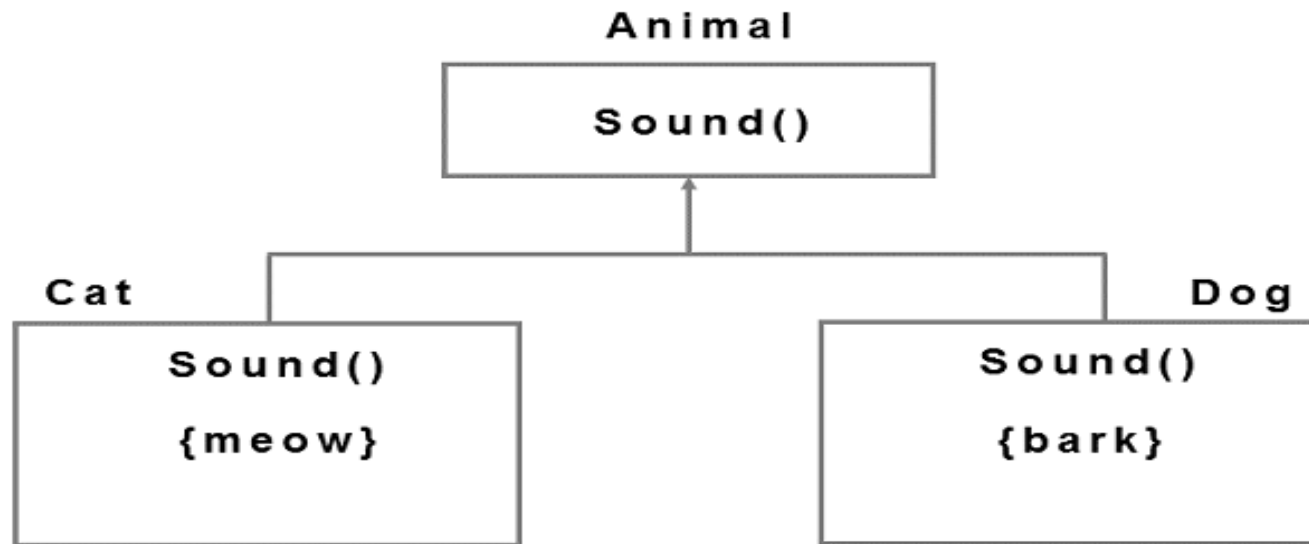 Animal
Sound()
Cat
Dog
Sound()
{meow}
Sound()
{bark}